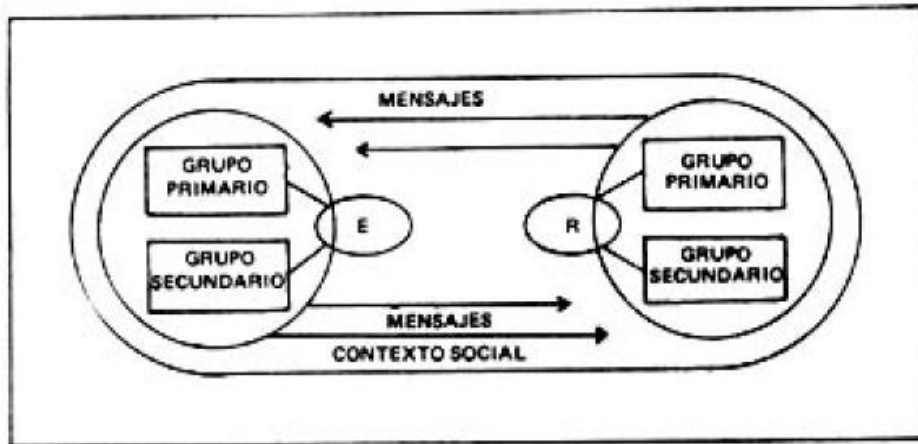 MENSAJES
GRUPO
PRIMARIO
GRUPO
SECUNDARIO
E
R
GRUPO
PRIMARIO
GRUPO
SECUNDARIO
MENSAJES
CONTEXTO SOCIAL